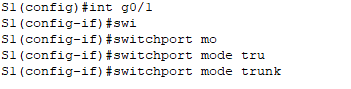 S1(config)#int g0/1
S1(config-if)#swi
S1(config-if)#switchport mo
S1(config-if)#switchport mode tru
S1(config-if)#switchport mode trunk